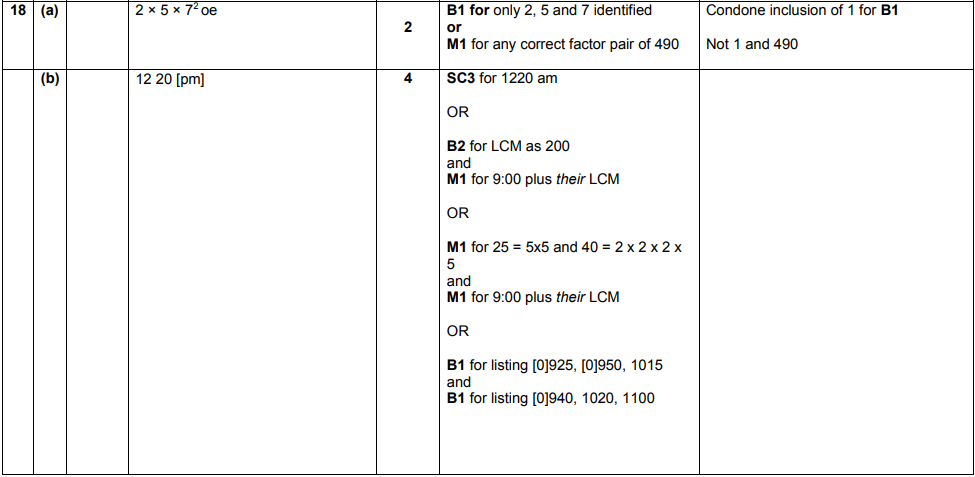 18 (a) 2 × 5 × 7² oe 2 B1 for only 2, 5 and 7 identified Condone inclusion of 1 for B1
or
M1 for any correct factor pair of 490 Not 1 and 490
(b) 12 20 [pm] 4 SC3 for 1220 am
OR
B2 for LCM as 200
and
M1 for 9:00 plus their LCM
OR
M1 for 25 = 5x5 and 40 = 2 x 2 x 2 x
5
and
M1 for 9:00 plus their LCM
OR
B1 for listing [0]925, [0]950, 1015
and
B1 for listing [0]940, 1020, 1100